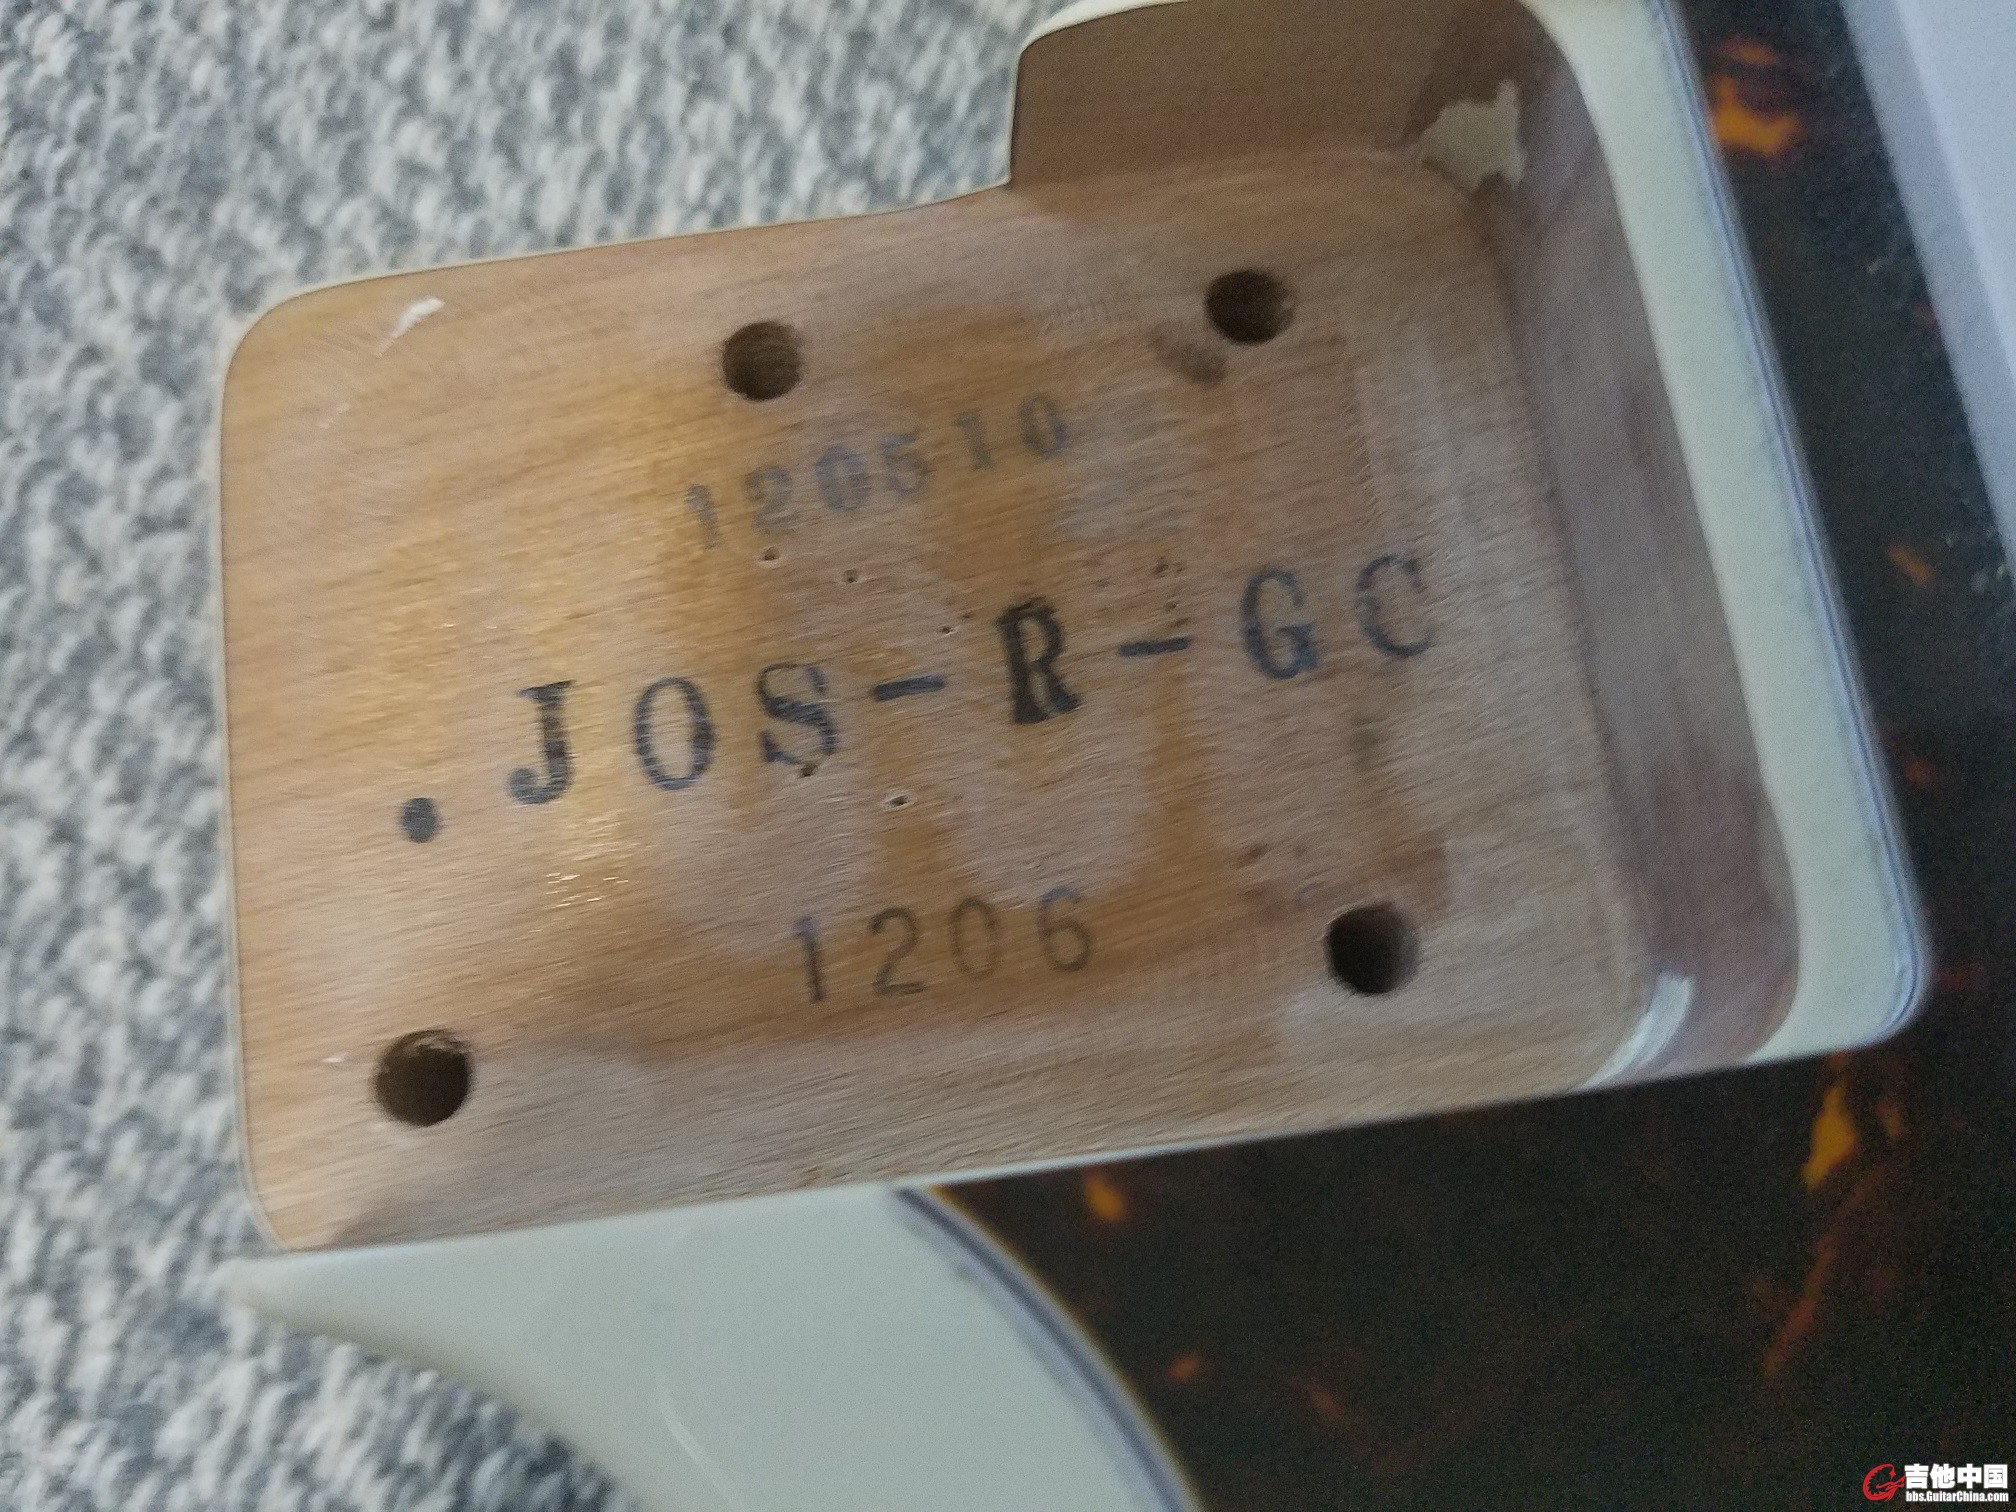 120510
.JOS-R-GC
1206
吉他中国
bbs.GuitarChina.com